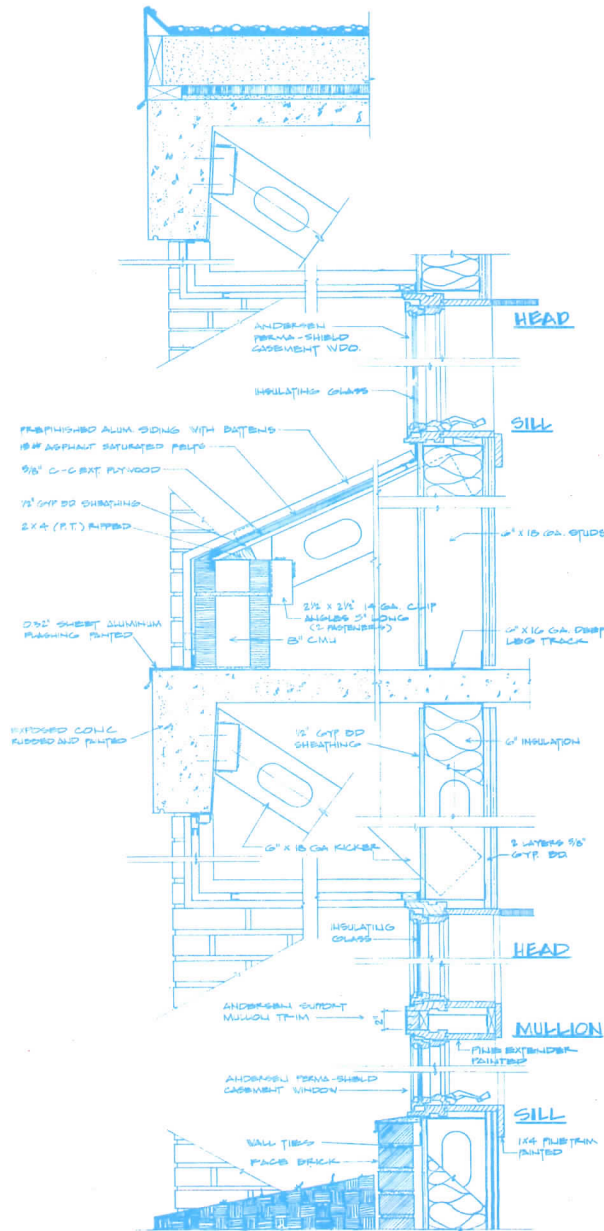 HEAD
ANDERSEN
PERMA-SHIELD
CASEMENT WDO.
INSULATING GLASS
SILL
PREFINISHED ALUM. SIDING WITH BATTENS
15# ASPHALT SATURATED FELTS
5/8" C-C EXT. PLYWOOD
1/2" GYP BD SHEATHING
2X4 (P.T.) RIPPED
6" X 18 GA. STUDS
2 1/2 X 2 1/2" 14 GA. CLIP
ANGLES 5" LONG
(2 FASTENERS)
8" CMU
.032" SHEET ALUMINUM
FLASHING PAINTED
6" X 16 GA. DEEP
LEG TRACK
EXPOSED CONC.
RUBBED AND PAINTED
1/2" GYP BD
SHEATHING
6" INSULATION
6" X 18 GA KICKER
2 LAYERS 5/8"
GYP. BD.
INSULATING
GLASS
HEAD
ANDERSEN SUPPORT
MULLION TRIM
2"
MULLION
PINE EXTENDER
PAINTED
ANDERSEN PERMA-SHIELD
CASEMENT WINDOW
SILL
WALL TIES
FACE BRICK
1X4 PINE TRIM
PAINTED